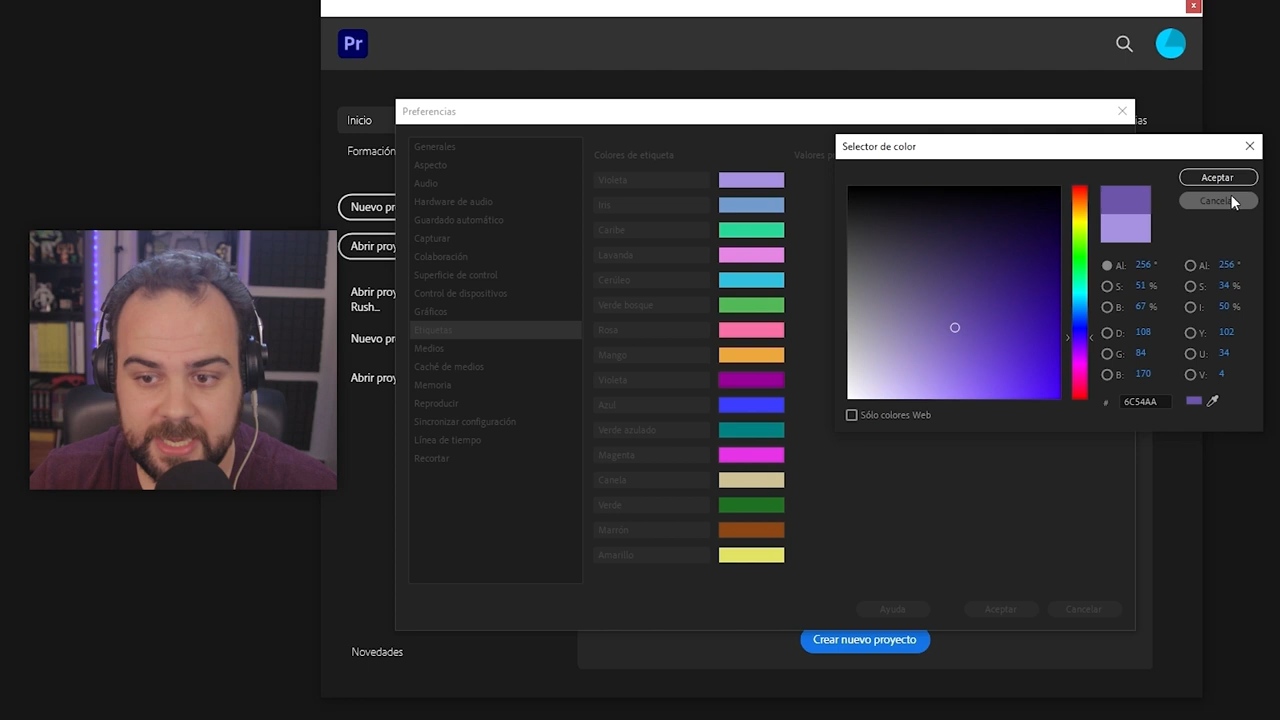 x
Pr
Inicio
ias
Formación
Nuevo pr
Abrir proy
Abrir proy
Rush...
Nuevo pr
Abrir proy
Novedades
Crear nuevo proyecto
Preferencias
Generales
Aspecto
Audio
Hardware de audio
Guardado automático
Capturar
Colaboración
Superficie de control
Control de dispositivos
Gráficos
Etiquetas
Medios
Caché de medios
Memoria
Reproducir
Sincronizar configuración
Línea de tiempo
Recortar
Colores de etiqueta
Violeta
Iris
Caribe
Lavanda
Cerúleo
Verde bosque
Rosa
Mango
Violeta
Azul
Verde azulado
Magenta
Canela
Verde
Marrón
Amarillo
Valores p
Ayuda
Aceptar
Cancelar
Selector de color
Aceptar
Cancela
Al: 256 ° Al: 256 °
S: 51 % S: 34 %
B: 67 % I: 50 %
D: 108 Y: 102
G: 84 U: 34
B: 170 V: 4
# 6C54AA
Sólo colores Web